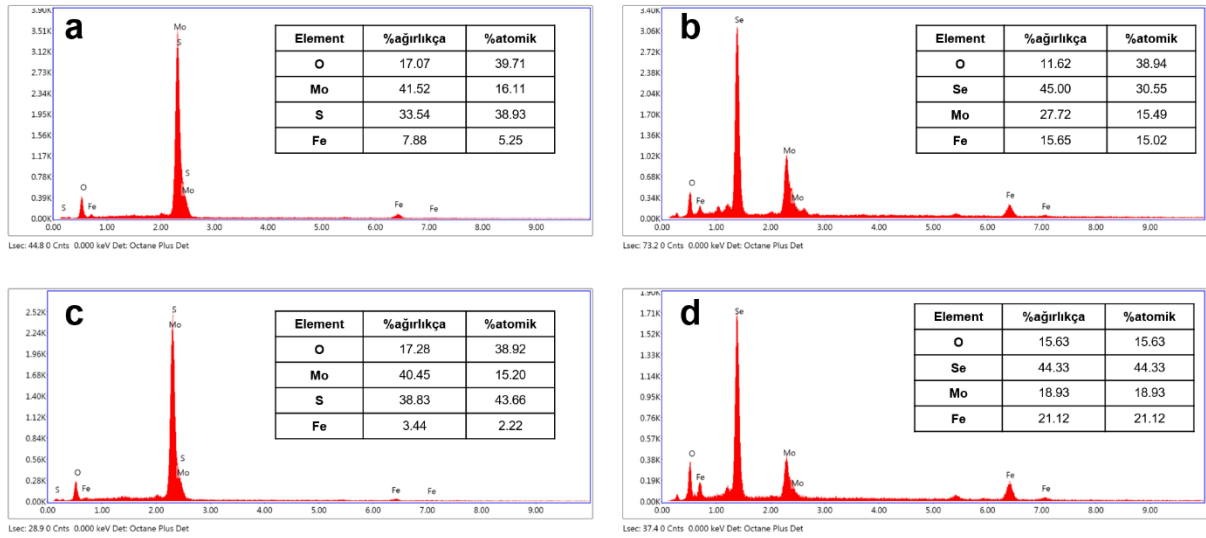 a
3.90K
3.51K
3.12K
2.73K
2.34K
1.95K
1.56K
1.17K
0.78K
0.39K
0.00K
Mo
S
S
Mo
S
O
Fe
Fe
Fe
0.00 1.00 2.00 3.00 4.00 5.00 6.00 7.00 8.00 9.00
Element %ağırlıkça %atomik
O 17.07 39.71
Mo 41.52 16.11
S 33.54 38.93
Fe 7.88 5.25
Lsec: 44.8 0 Cnts 0.000 keV Det: Octane Plus Det
b
3.40K
3.06K
2.72K
2.38K
2.04K
1.70K
1.36K
1.02K
0.68K
0.34K
0.00K
Se
Mo
Mo
O
Fe
Fe
Fe
0.00 1.00 2.00 3.00 4.00 5.00 6.00 7.00 8.00 9.00
Element %ağırlıkça %atomik
O 11.62 38.94
Se 45.00 30.55
Mo 27.72 15.49
Fe 15.65 15.02
Lsec: 73.2 0 Cnts 0.000 keV Det: Octane Plus Det
c
2.52K
2.24K
1.96K
1.68K
1.40K
1.12K
0.84K
0.56K
0.28K
0.00K
S
Mo
S
Mo
O
S
Fe
Fe
Fe
0.00 1.00 2.00 3.00 4.00 5.00 6.00 7.00 8.00 9.00
Element %ağırlıkça %atomik
O 17.28 38.92
Mo 40.45 15.20
S 38.83 43.66
Fe 3.44 2.22
Lsec: 28.9 0 Cnts 0.000 keV Det: Octane Plus Det
d
1.90K
1.71K
1.52K
1.33K
1.14K
0.95K
0.76K
0.57K
0.38K
0.19K
0.00K
Se
Mo
Mo
O
Fe
Fe
Fe
0.00 1.00 2.00 3.00 4.00 5.00 6.00 7.00 8.00 9.00
Element %ağırlıkça %atomik
O 15.63 15.63
Se 44.33 44.33
Mo 18.93 18.93
Fe 21.12 21.12
Lsec: 37.4 0 Cnts 0.000 keV Det: Octane Plus Det